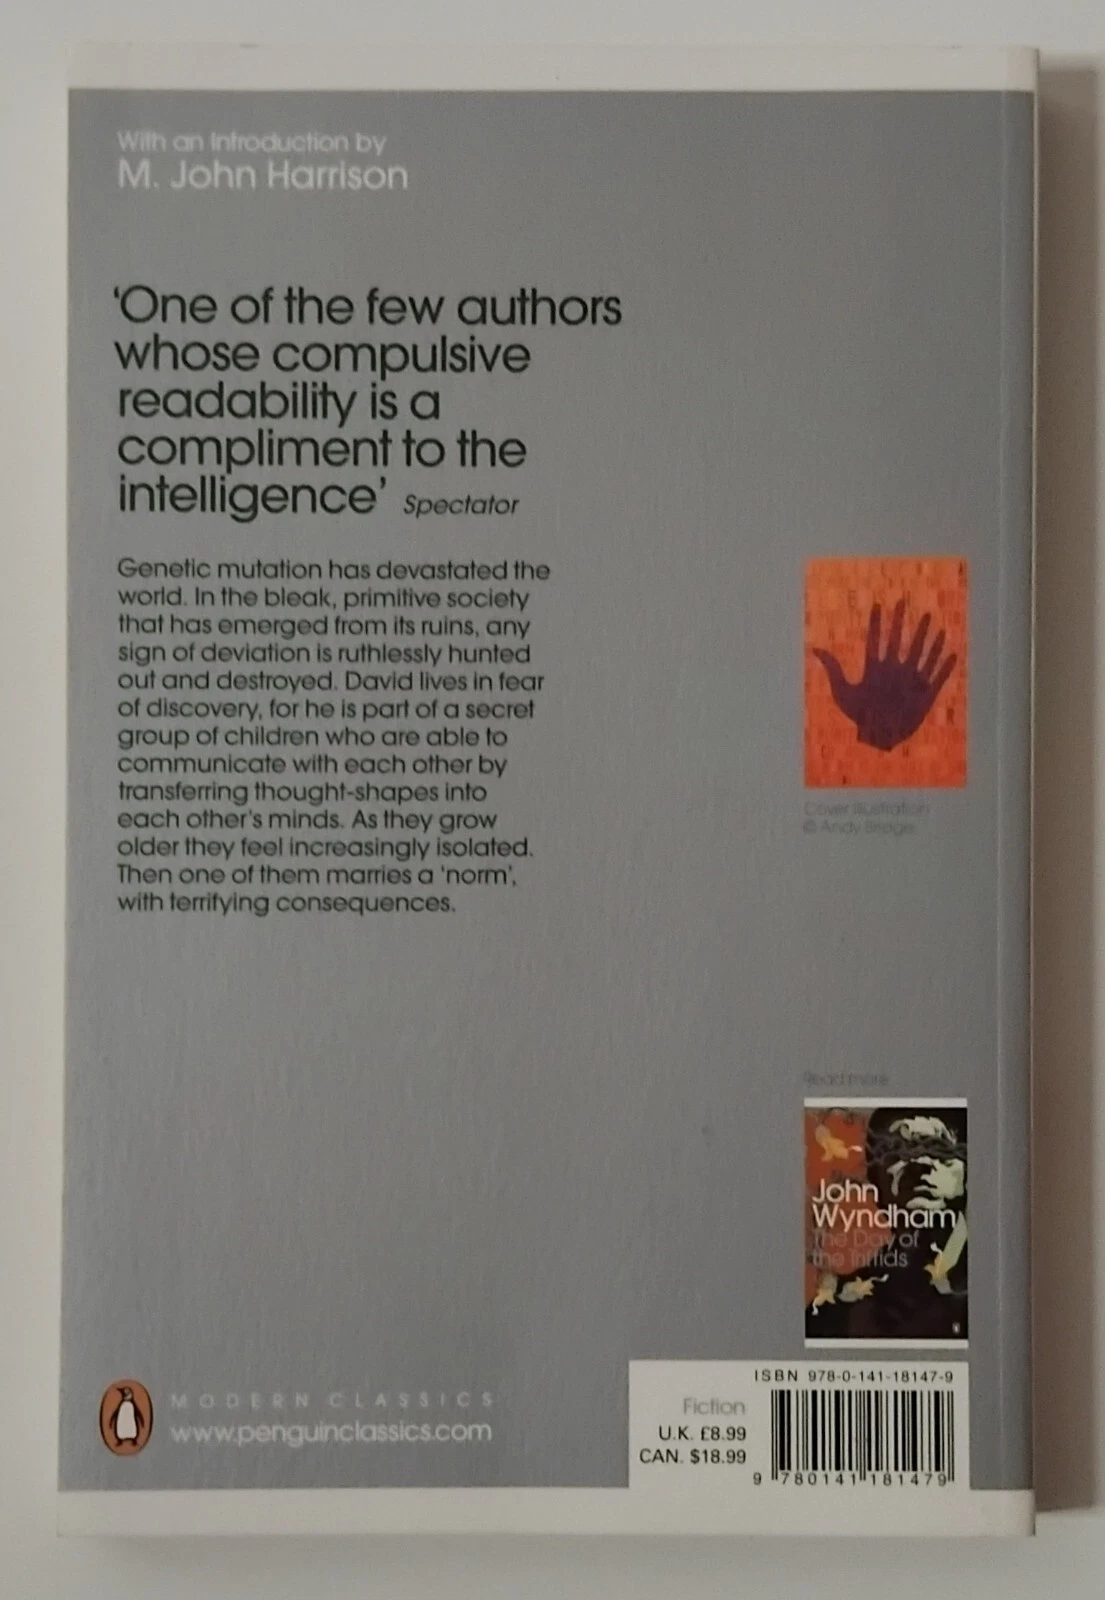 With an Introduction by
M. John Harrison
‘One of the few authors
whose compulsive
readability is a
compliment to the
intelligence’ Spectator
Genetic mutation has devastated the
world. In the bleak, primitive society
that has emerged from its ruins, any
sign of deviation is ruthlessly hunted
out and destroyed. David lives in fear
of discovery, for he is part of a secret
group of children who are able to
communicate with each other by
transferring thought-shapes into
each other's minds. As they grow
older they feel increasingly isolated.
Then one of them marries a 'norm',
with terrifying consequences.
Cover illustration
© Andy Bridge
Read more
John
Wyndham
The Day of
the Triffids
MODERN CLASSICS
www.penguinclassics.com
ISBN 978-0-141-18147-9
Fiction
U.K. £8.99
CAN. $18.99
9 780141 181479